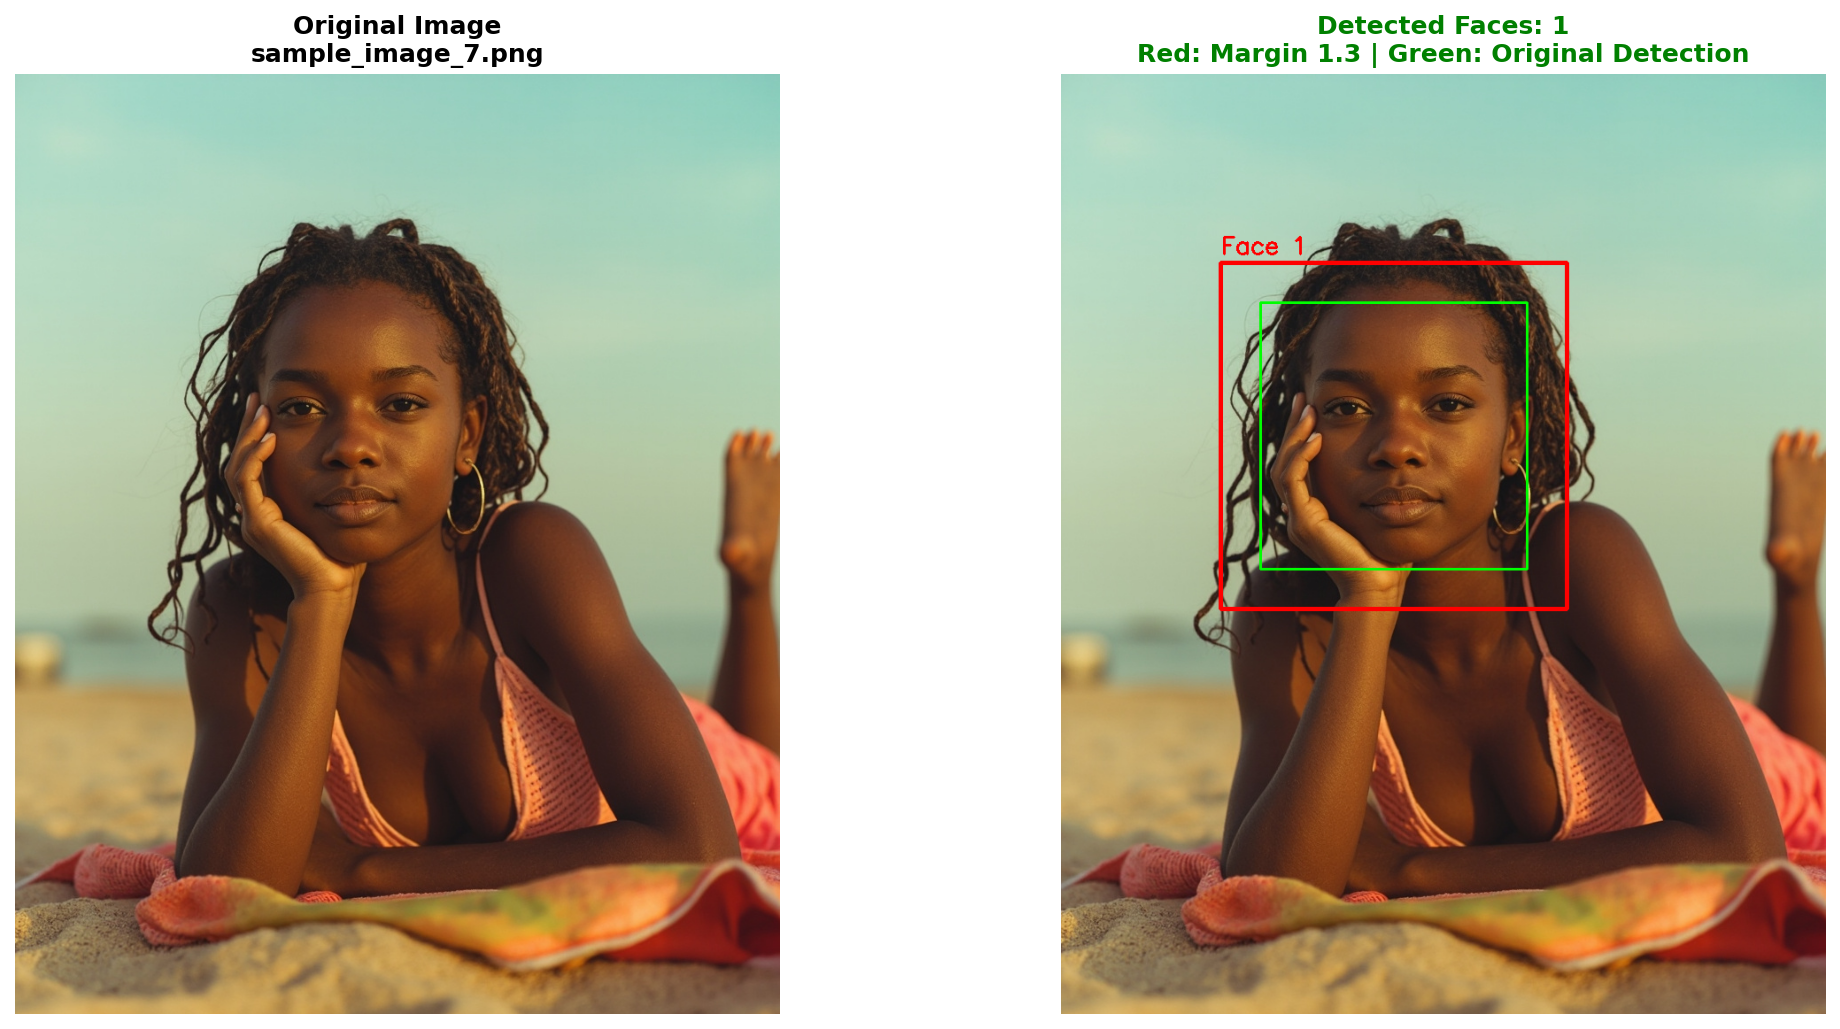 Original Image
sample_image_7.png
Detected Faces: 1
Red: Margin 1.3 | Green: Original Detection
Face 1